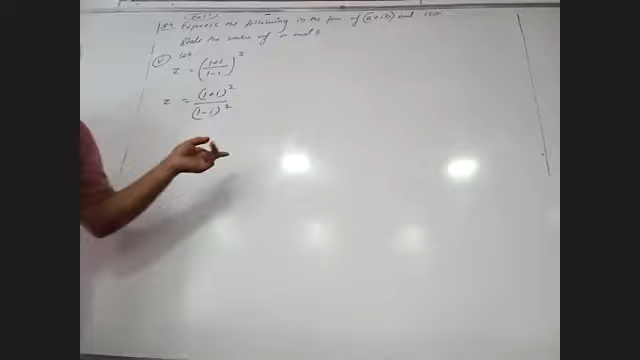 Express the following in the form of (a+ib) and also
State the value of a and b.
(v) let
z = ((1+i)/(1-i))^2
z = (1+i)^2/(1-i)^2